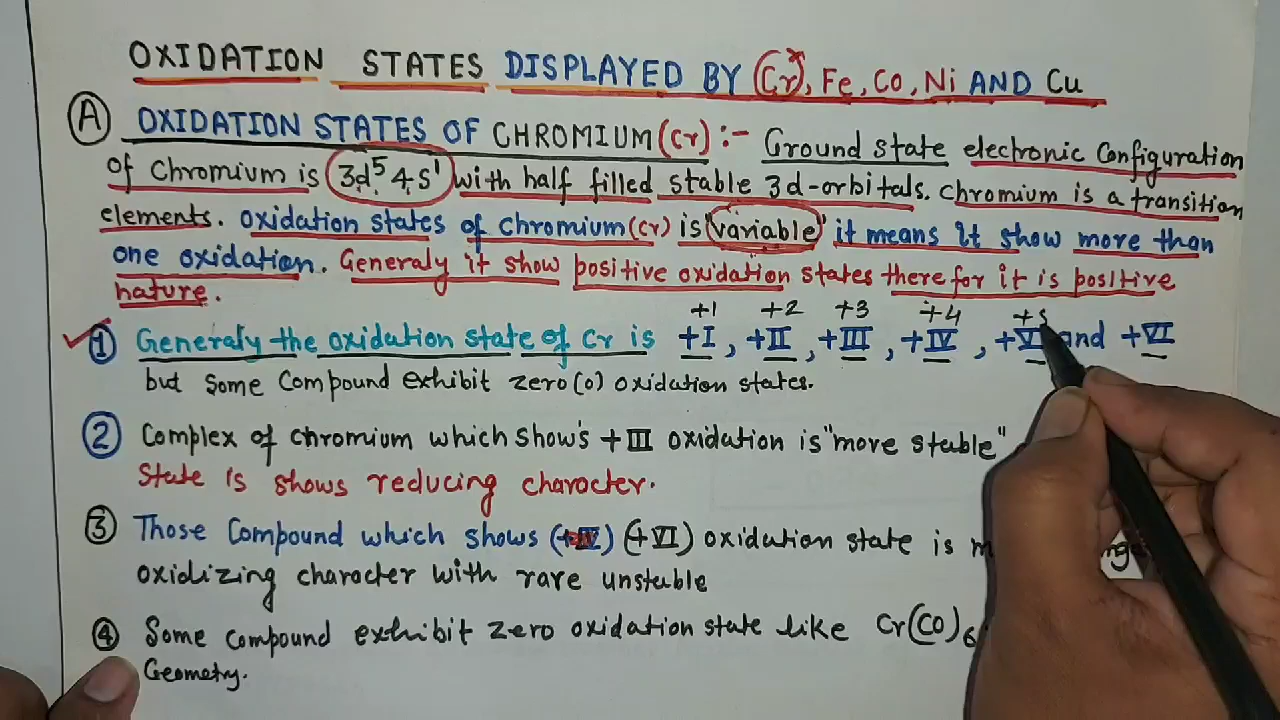 OXIDATION STATES DISPLAYED BY (Cr), Fe, Co, Ni AND Cu
(A) OXIDATION STATES OF CHROMIUM(Cr) :- Ground state electronic Configuration
of Chromium is 3d⁵ 4s¹ with half filled stable 3d-orbitals. Chromium is a transition
elements. Oxidation states of chromium(cr) is "variable" it means it show more than
one oxidation. Generaly it show positive oxidation states there for it is positive
nature.
+1 +2 +3 +4 +5
① Generaly the oxidation state of Cr is +I, +II, +III, +IV, +V and +VI
but some Compound exhibit zero(0) oxidation states.
② Complex of chromium which show's +III oxidation is "more stable"
State is shows reducing character.
③ Those Compound which shows (+VI) oxidation state is
oxidizing character with rare unstable
④ Some compound exhibit zero oxidation state like Cr(CO)6
Geometry.